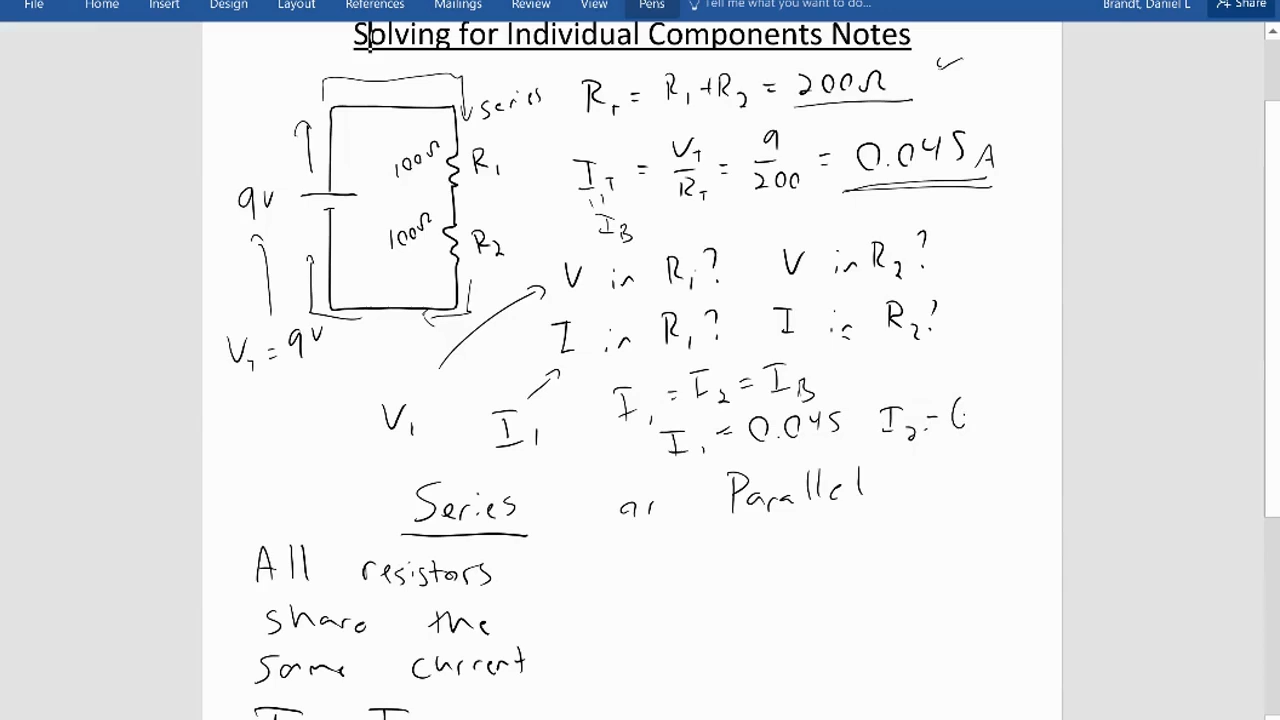 File Home Insert Design Layout References Mailings Review View Pens Tell me what you want to do... Brandt, Daniel L Share
Solving for Individual Components Notes
series
R_T = R_1 + R_2 = 200Ω
100Ω R_1
I_T = V_T / R_T = 9 / 200 = 0.045 A
I_B
9V
100Ω R_2
V in R_1? V in R_2?
I in R_1? I in R_2?
V_T = 9V
I_1 = I_2 = I_B
V_1 I_1
I_1 = 0.045 I_2 = (
Series or Parallel
All resistors
share the
same current